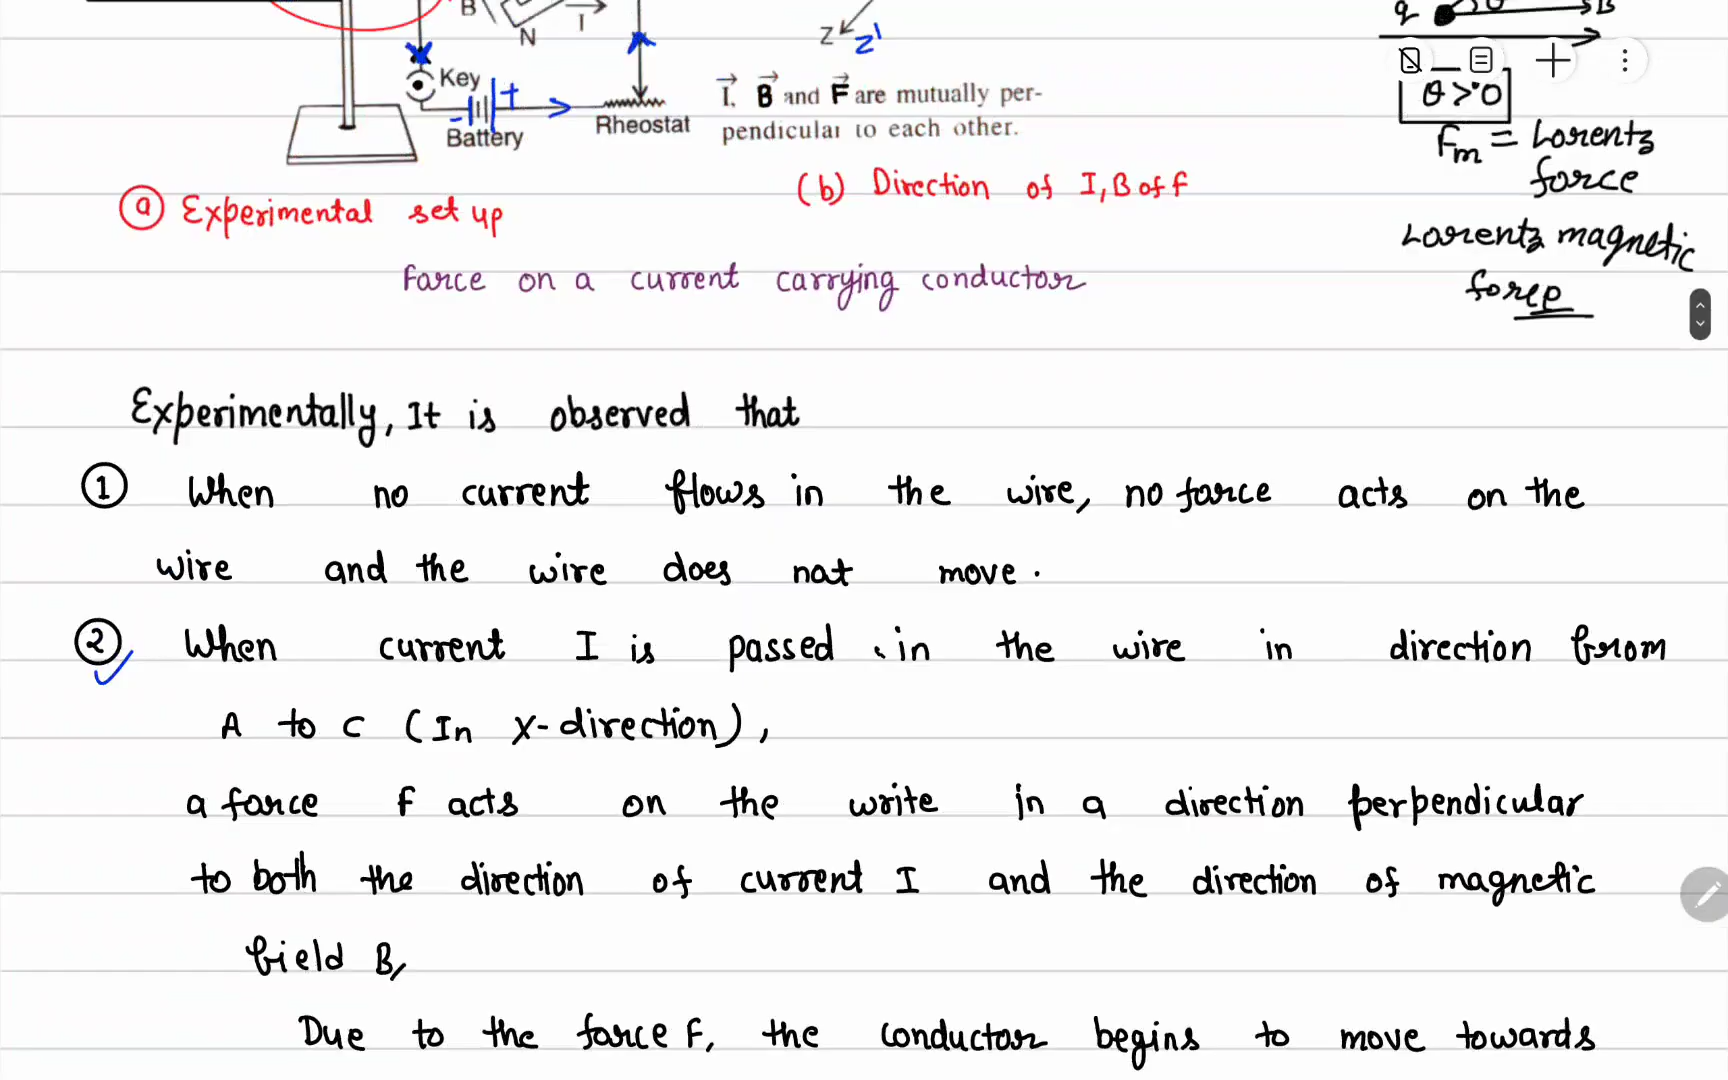 B
N
I
Z
Z'
q
θ
B
Key
+
-
Battery
Rheostat
I, B and F are mutually per-
pendicular to each other.
θ > 0
Fm = Lorentz
force
Lorentz magnetic
force
(a) Experimental set up
(b) Direction of I, B of F
Force on a current carrying conductor
Experimentally, It is observed that
① When no current flows in the wire, no force acts on the
wire and the wire does not move.
② When current I is passed in the wire in direction from
A to C (In X-direction),
a force F acts on the write in a direction perpendicular
to both the direction of current I and the direction of magnetic
field B,
Due to the force F, the conductor begins to move towards